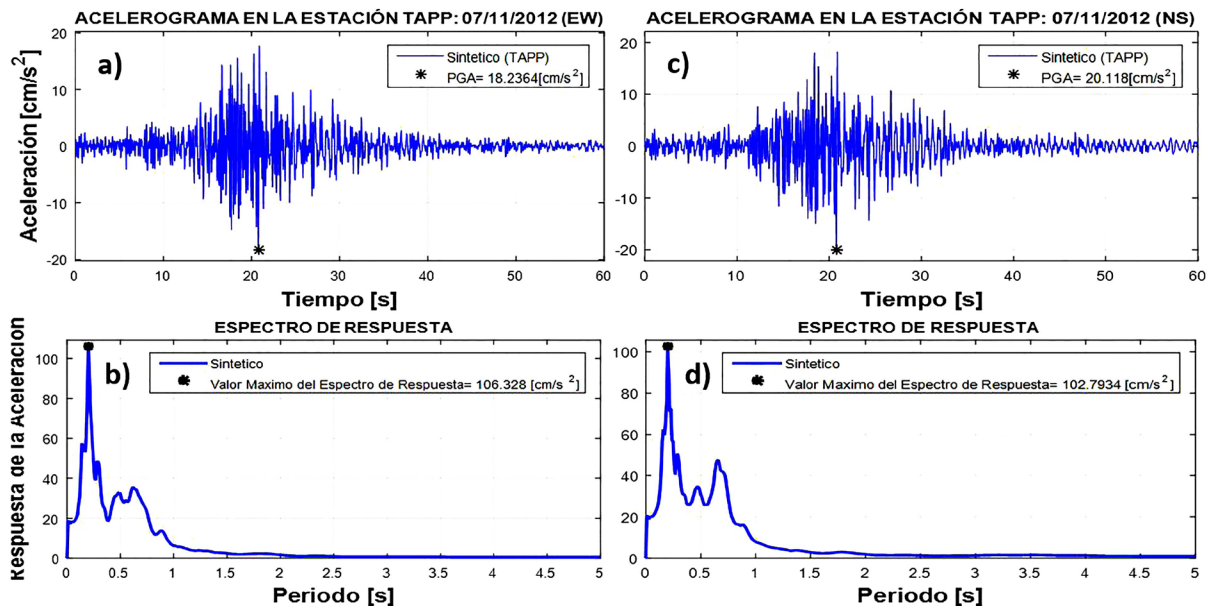 ACELEROGRAMA EN LA ESTACIÓN TAPP: 07/11/2012 (EW)
20
10
0
-10
-20
Aceleración [cm/s²]
a)
Sintetico (TAPP)
PGA= 18.2364[cm/s²]
0 10 20 30 40 50 60
Tiempo [s]
ACELEROGRAMA EN LA ESTACIÓN TAPP: 07/11/2012 (NS)
20
10
0
-10
-20
c)
Sintetico (TAPP)
PGA= 20.118[cm/s²]
0 10 20 30 40 50 60
Tiempo [s]
ESPECTRO DE RESPUESTA
100
80
60
40
20
0
Respuesta de la Aceleracion
b)
Sintetico
Valor Maximo del Espectro de Respuesta= 106.328 [cm/s²]
0 0.5 1 1.5 2 2.5 3 3.5 4 4.5 5
Periodo [s]
ESPECTRO DE RESPUESTA
100
80
60
40
20
0
d)
Sintetico
Valor Maximo del Espectro de Respuesta= 102.7934 [cm/s²]
0 0.5 1 1.5 2 2.5 3 3.5 4 4.5 5
Periodo [s]